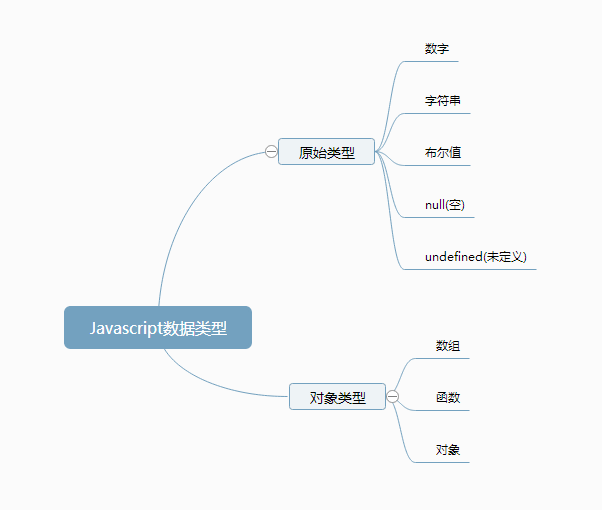 数字
字符串
原始类型
布尔值
null(空)
undefined(未定义)
Javascript数据类型
数组
对象类型
函数
对象